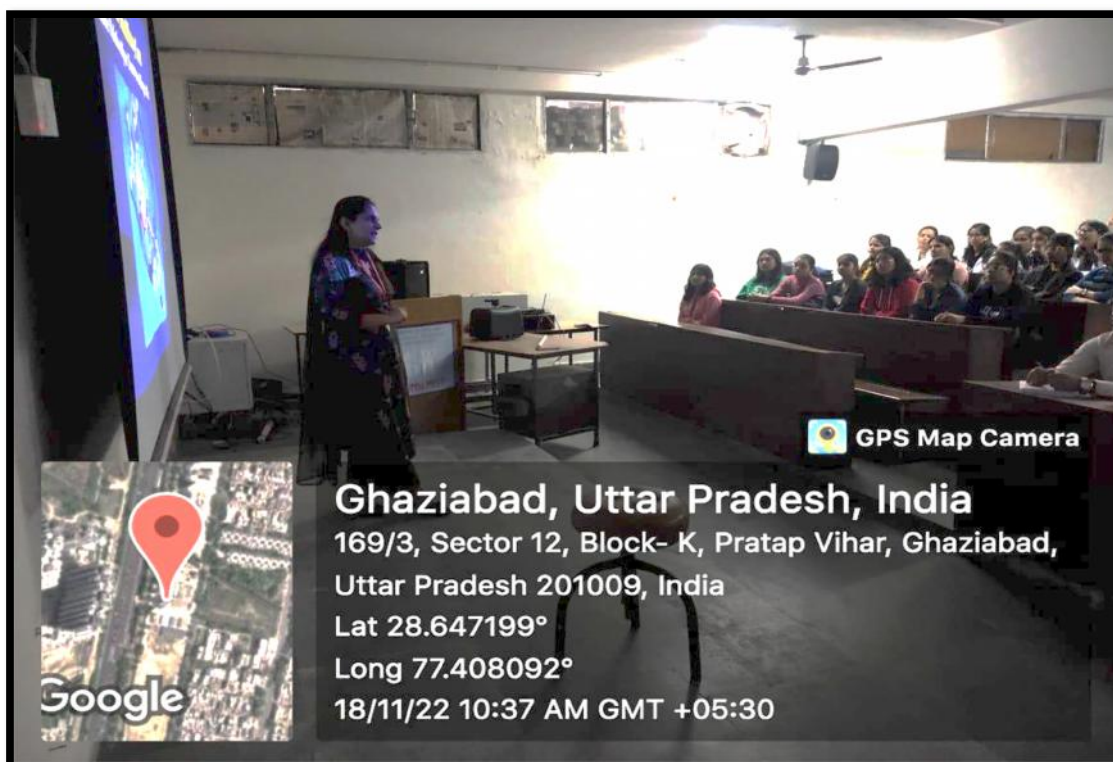 GPS Map Camera
Ghaziabad, Uttar Pradesh, India
169/3, Sector 12, Block- K, Pratap Vihar, Ghaziabad,
Uttar Pradesh 201009, India
Lat 28.647199°
Long 77.408092°
18/11/22 10:37 AM GMT +05:30
Google